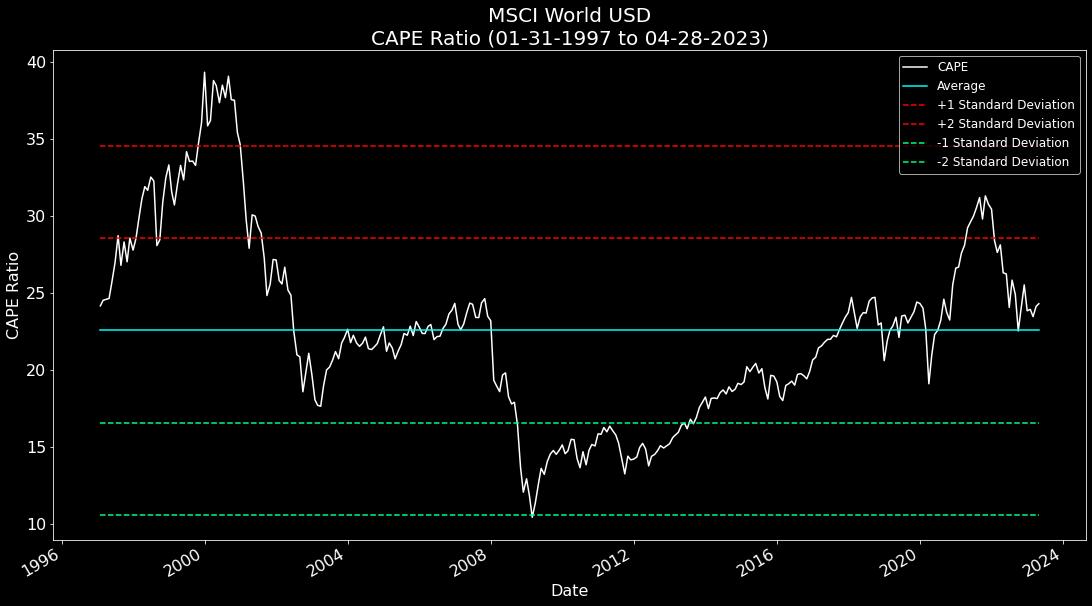 MSCI World USD
CAPE Ratio (01-31-1997 to 04-28-2023)
CAPE
Average
+1 Standard Deviation
+2 Standard Deviation
-1 Standard Deviation
-2 Standard Deviation
CAPE Ratio
40
35
30
25
20
15
10
1996
2000
2004
2008
2012
2016
2020
2024
Date